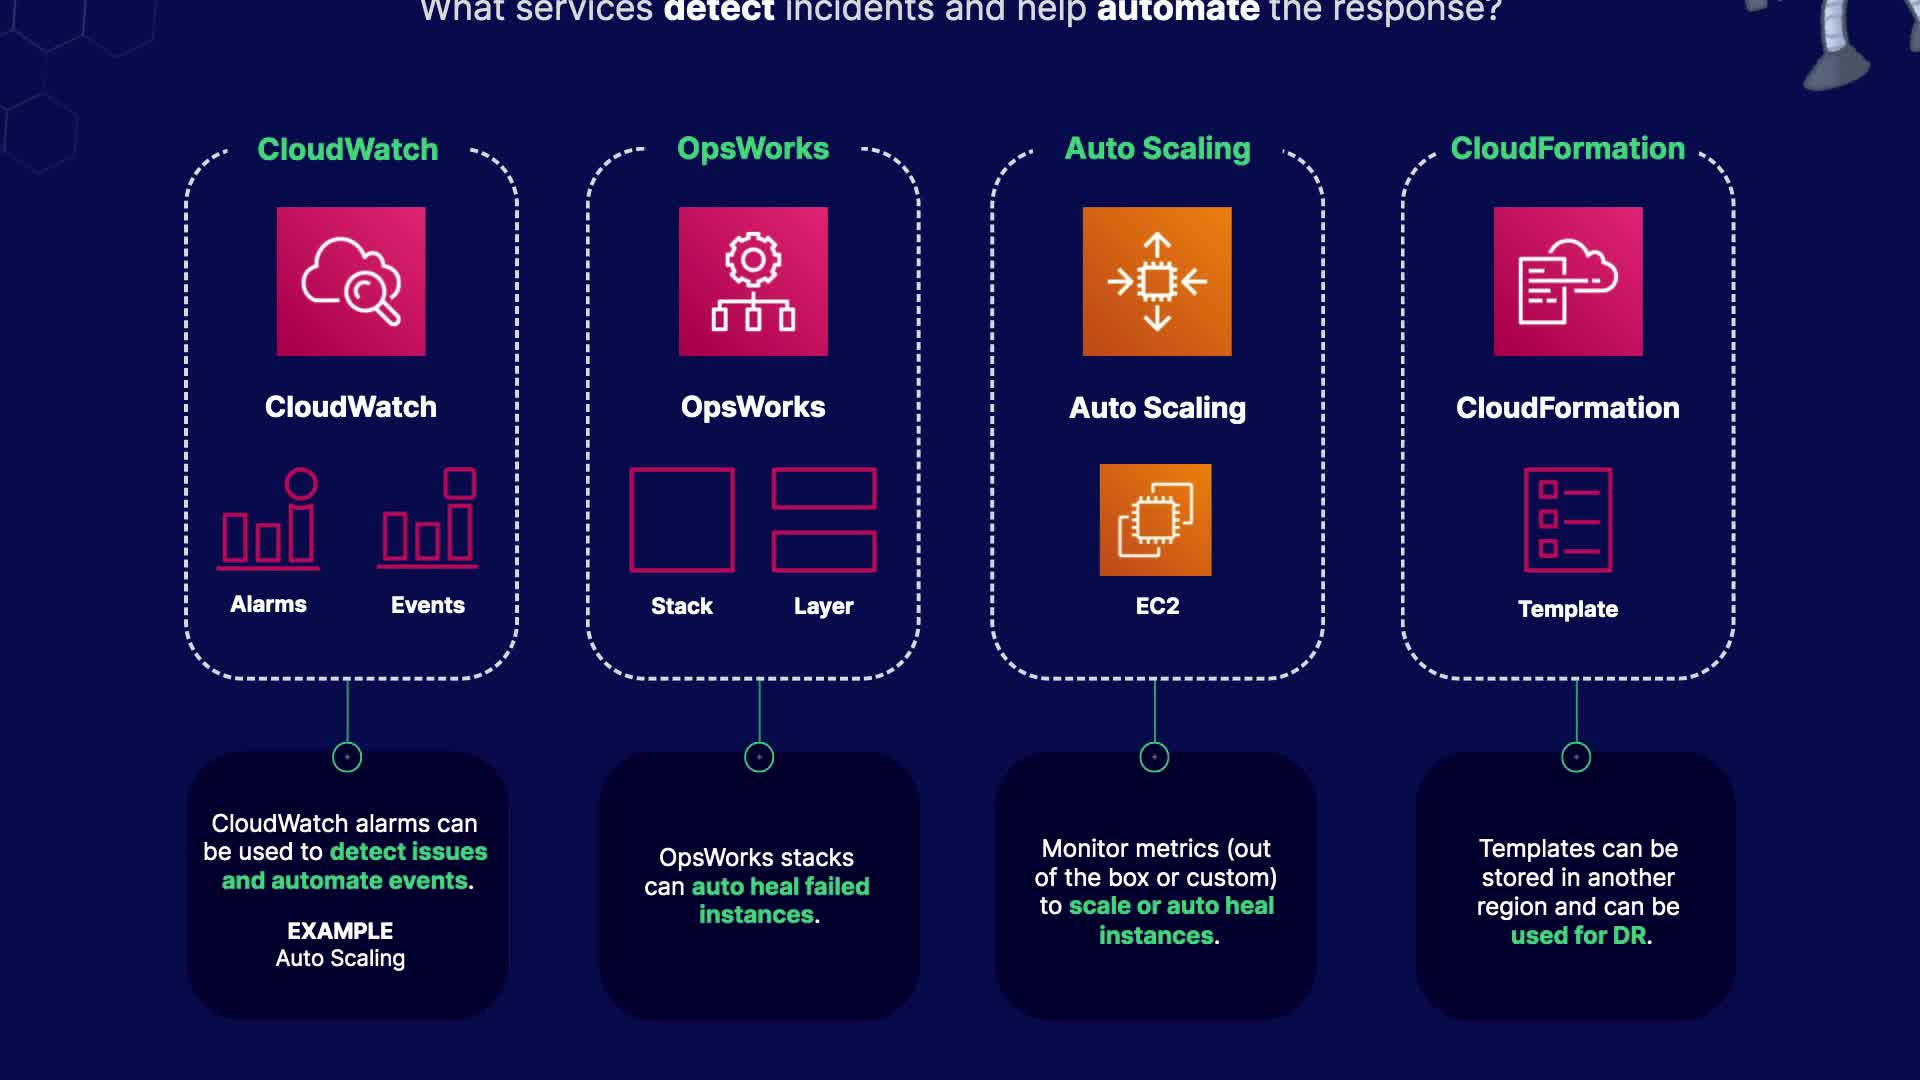 What services detect incidents and help automate the response?
CloudWatch
OpsWorks
Auto Scaling
CloudFormation
CloudWatch
OpsWorks
Auto Scaling
CloudFormation
Alarms
Events
Stack
Layer
EC2
Template
CloudWatch alarms can
be used to detect issues
and automate events.
EXAMPLE
Auto Scaling
OpsWorks stacks
can auto heal failed
instances.
Monitor metrics (out
of the box or custom)
to scale or auto heal
instances.
Templates can be
stored in another
region and can be
used for DR.